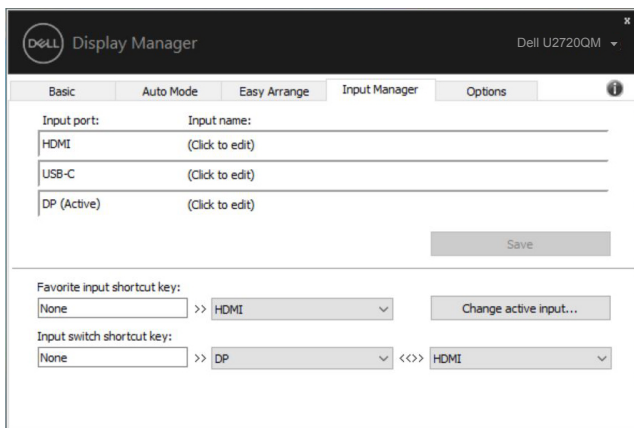 x
DELL Display Manager Dell U2720QM
Basic Auto Mode Easy Arrange Input Manager Options i
Input port: Input name:
HDMI (Click to edit)
USB-C (Click to edit)
DP (Active) (Click to edit)
Save
Favorite input shortcut key:
None >> HDMI Change active input...
Input switch shortcut key:
None >> DP <<>> HDMI